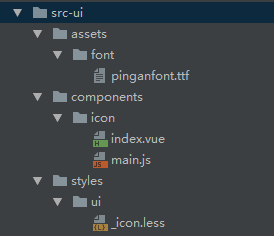 src-ui
assets
font
pinganfont.ttf
components
icon
index.vue
main.js
styles
ui
_icon.less